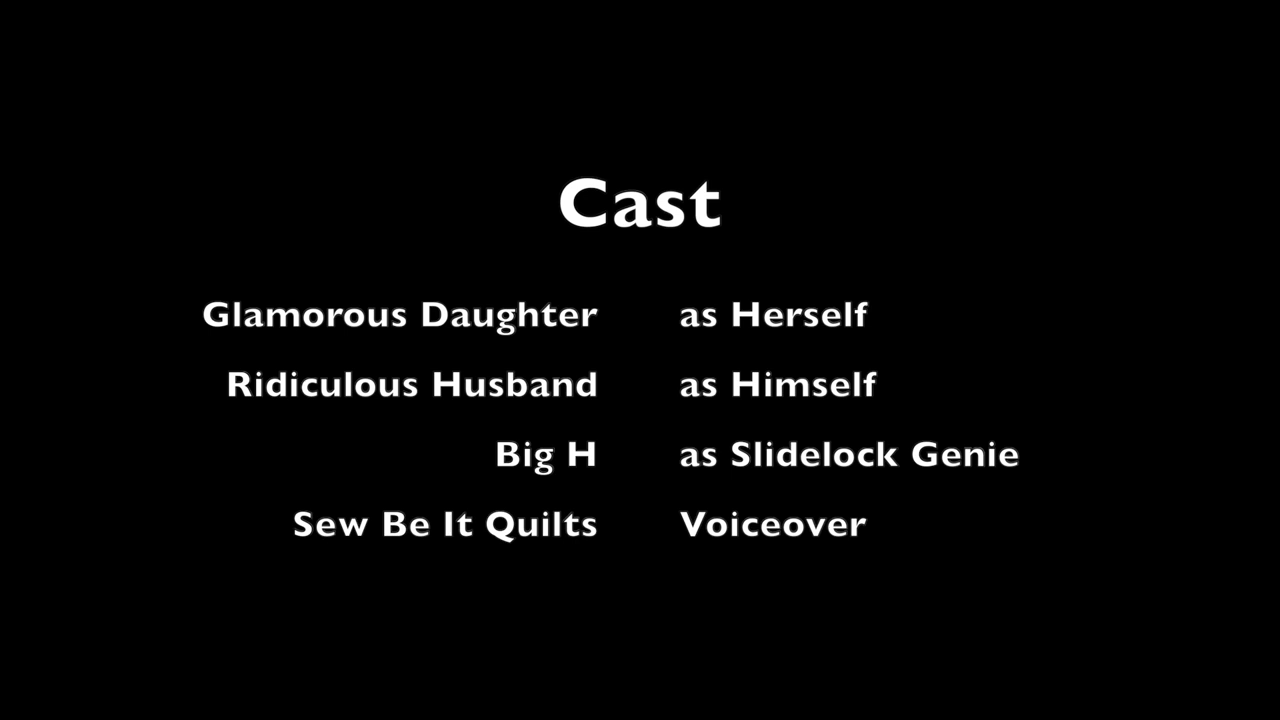 Cast
Glamorous Daughter as Herself
Ridiculous Husband as Himself
Big H as Slidelock Genie
Sew Be It Quilts Voiceover